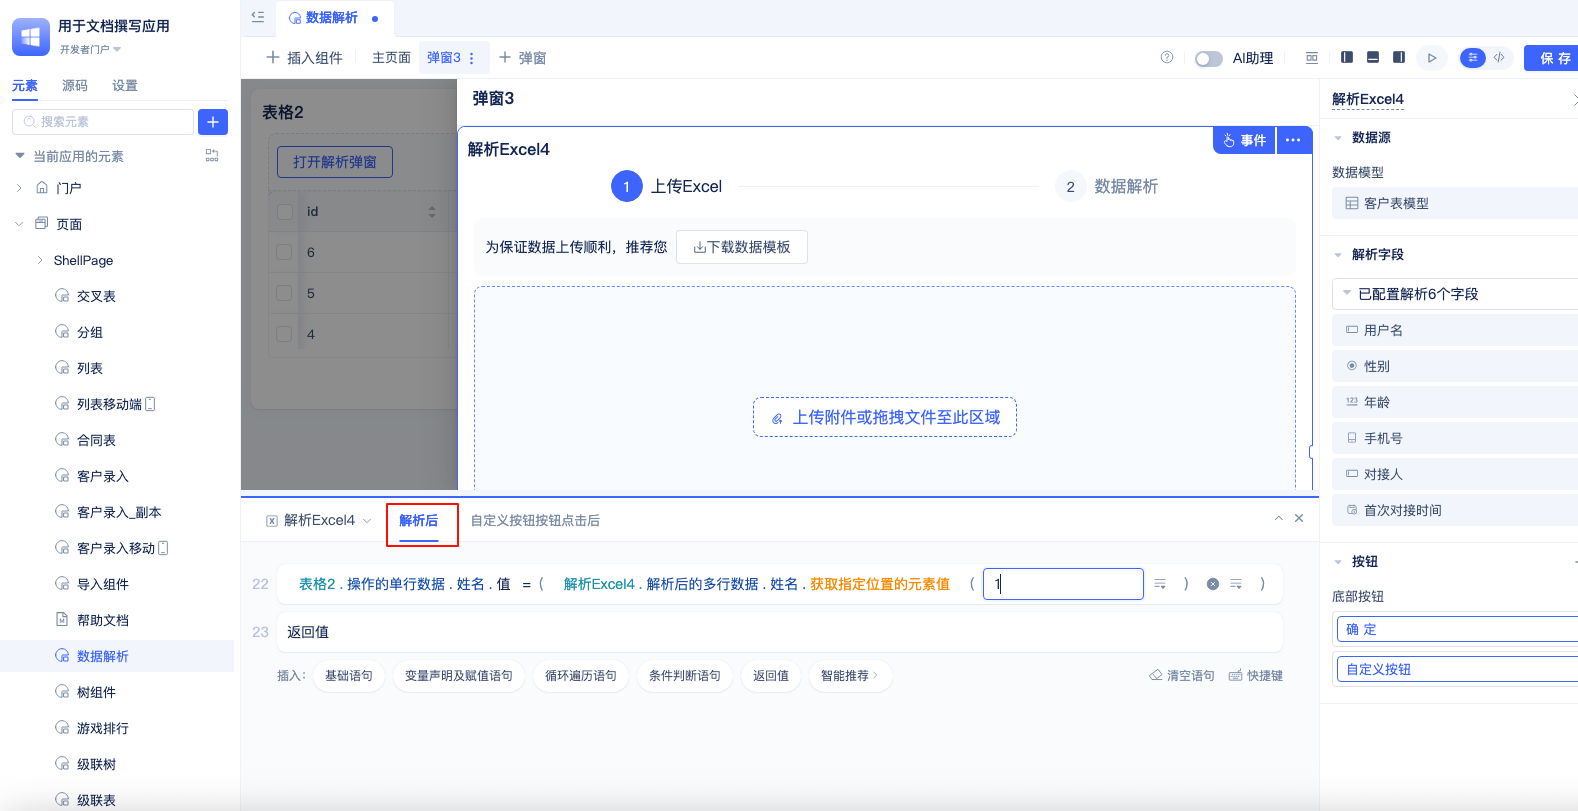 用于文档撰写应用
开发者门户
元素 源码 设置
搜索元素
当前应用的元素
门户
页面
ShellPage
交叉表
分组
列表
列表移动端
合同表
客户录入
客户录入_副本
客户录入移动
导入组件
帮助文档
数据解析
树组件
游戏排行
级联树
级联表
数据解析
插入组件 主页面 弹窗3 弹窗
AI助理
保 存
表格2
打开解析弹窗
id
6
5
4
弹窗3
解析Excel4
事件
1 上传Excel 2 数据解析
为保证数据上传顺利，推荐您 下载数据模板
上传附件或拖拽文件至此区域
解析Excel4 解析后 自定义按钮按钮点击后
22 表格2 . 操作的单行数据 . 姓名 . 值 = ( 解析Excel4 . 解析后的多行数据 . 姓名 . 获取指定位置的元素值 ( 1 ) )
23 返回值
插入： 基础语句 变量声明及赋值语句 循环遍历语句 条件判断语句 返回值 智能推荐 清空语句 快捷键
解析Excel4
数据源
数据模型
客户表模型
解析字段
已配置解析6个字段
用户名
性别
123 年龄
手机号
对接人
首次对接时间
按钮
底部按钮
确 定
自定义按钮